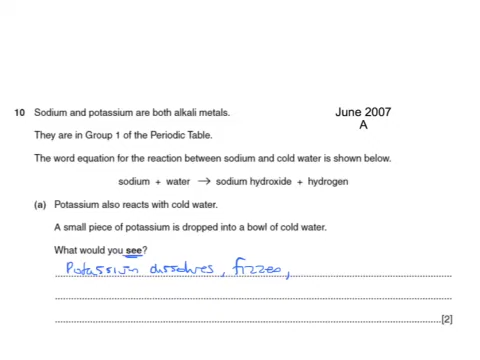 June 2007
A
10 Sodium and potassium are both alkali metals.
They are in Group 1 of the Periodic Table.
The word equation for the reaction between sodium and cold water is shown below.
sodium + water → sodium hydroxide + hydrogen
(a) Potassium also reacts with cold water.
A small piece of potassium is dropped into a bowl of cold water.
What would you see?
Potassium dissolves, fizzes,
[2]